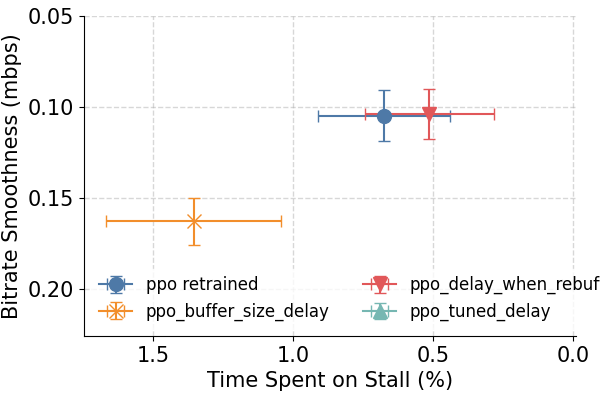 0.05
0.10
0.15
0.20
Bitrate Smoothness (mbps)
ppo retrained
ppo_buffer_size_delay
ppo_delay_when_rebuf
ppo_tuned_delay
1.5
1.0
0.5
0.0
Time Spent on Stall (%)